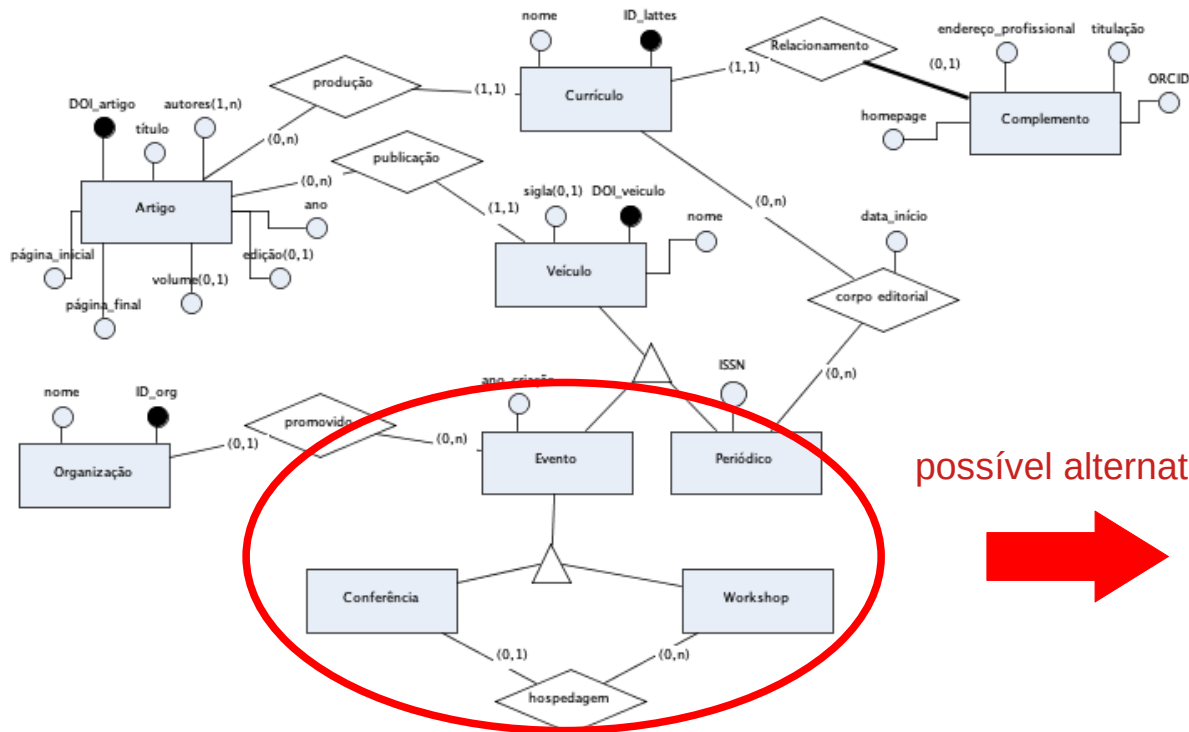 nome
ID_lattes
Relacionamento
endereço_profissional
titulação
(0,1)
(1,1)
ORCID
produção
(1,1)
Currículo
DOI_artigo
autores(1,n)
homepage
Complemento
título
(0,n)
publicação
(0,n)
sigla(0,1)
DOI_veiculo
(0,n)
Artigo
ano
(1,1)
nome
data_início
página_inicial
edição(0,1)
Veículo
volume(0,1)
página_final
corpo editorial
ISSN
(0,n)
nome
ID_org
ano_criação
promovido
(0,1)
(0,n)
Organização
Evento
Periódico
possível alternat
Conferência
Workshop
(0,1)
(0,n)
hospedagem